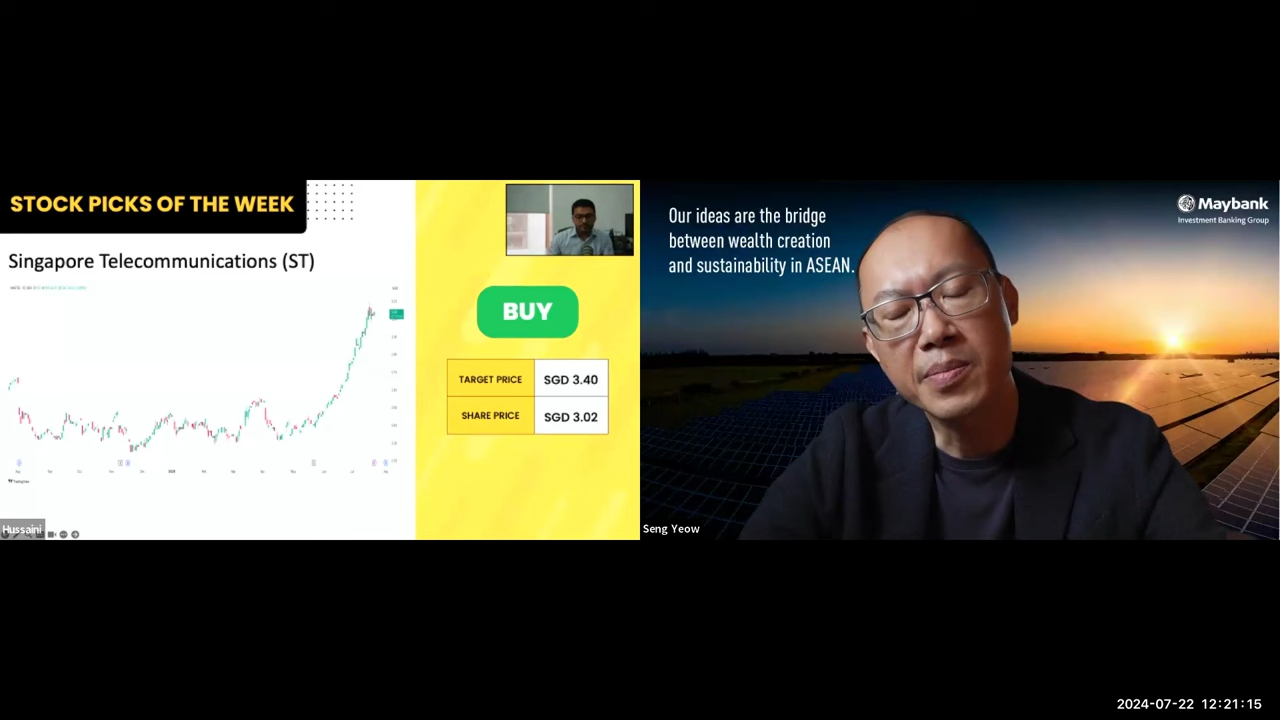 STOCK PICKS OF THE WEEK
Singapore Telecommunications (ST)
BUY
TARGET PRICE SGD 3.40
SHARE PRICE SGD 3.02
Hussaini
Our ideas are the bridge
between wealth creation
and sustainability in ASEAN.
Maybank
Investment Banking Group
Seng Yeow
2024-07-22 12:21:15